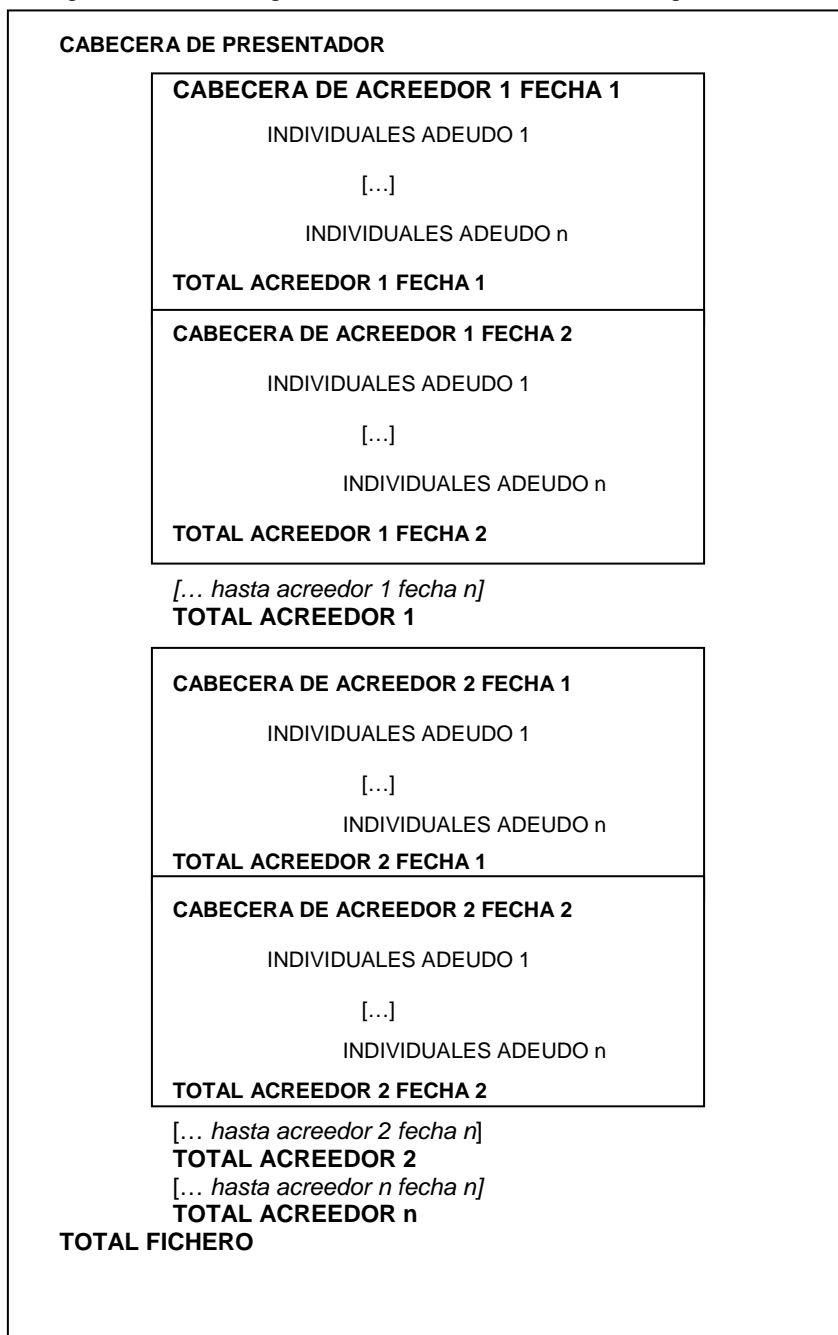 CABECERA DE PRESENTADOR
CABECERA DE ACREEDOR 1 FECHA 1
INDIVIDUALES ADEUDO 1
[…]
INDIVIDUALES ADEUDO n
TOTAL ACREEDOR 1 FECHA 1
CABECERA DE ACREEDOR 1 FECHA 2
INDIVIDUALES ADEUDO 1
[…]
INDIVIDUALES ADEUDO n
TOTAL ACREEDOR 1 FECHA 2
[… hasta acreedor 1 fecha n]
TOTAL ACREEDOR 1
CABECERA DE ACREEDOR 2 FECHA 1
INDIVIDUALES ADEUDO 1
[…]
INDIVIDUALES ADEUDO n
TOTAL ACREEDOR 2 FECHA 1
CABECERA DE ACREEDOR 2 FECHA 2
INDIVIDUALES ADEUDO 1
[…]
INDIVIDUALES ADEUDO n
TOTAL ACREEDOR 2 FECHA 2
[… hasta acreedor 2 fecha n]
TOTAL ACREEDOR 2
[… hasta acreedor n fecha n]
TOTAL ACREEDOR n
TOTAL FICHERO